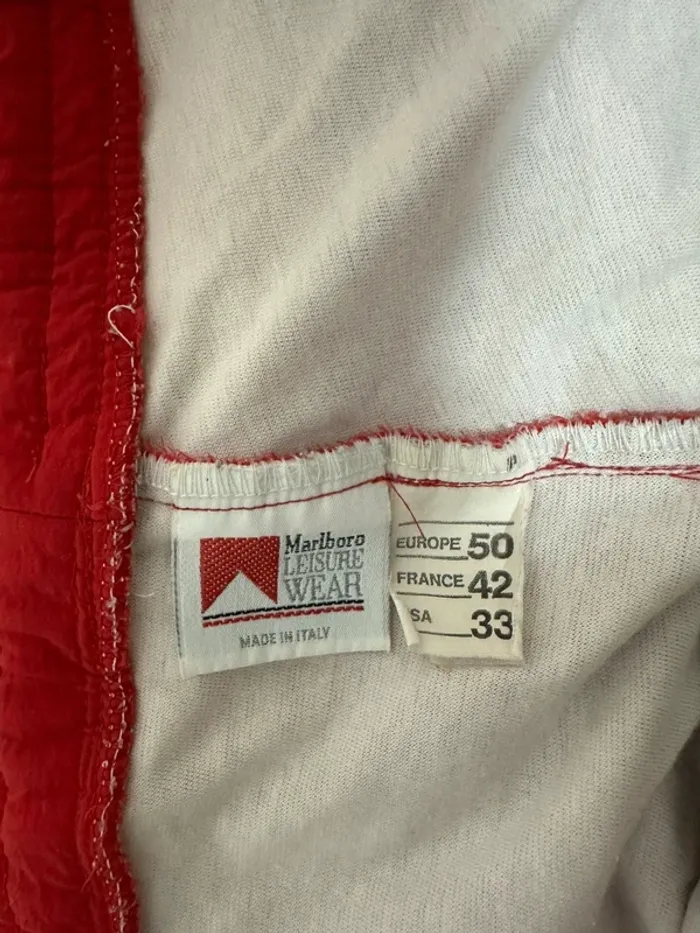 Marlboro
LEISURE
WEAR
MADE IN ITALY
EUROPE 50
FRANCE 42
SA 33